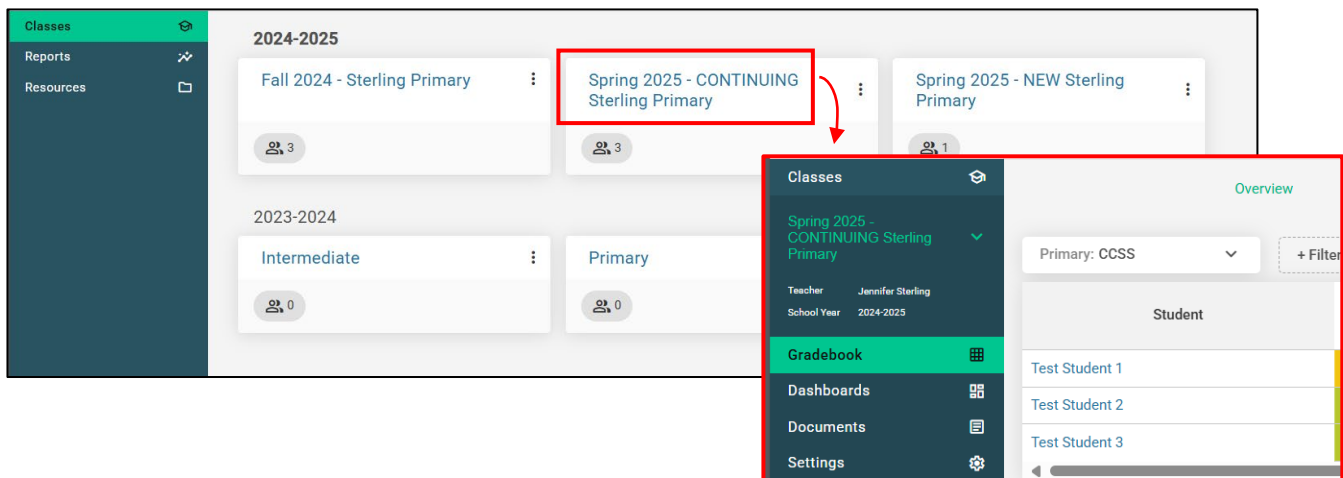 Classes
Reports
Resources
2024-2025
Fall 2024 - Sterling Primary
3
Spring 2025 - CONTINUING
Sterling Primary
3
Spring 2025 - NEW Sterling
Primary
1
2023-2024
Intermediate
0
Primary
0
Classes
Spring 2025 -
CONTINUING Sterling
Primary
Teacher Jennifer Sterling
School Year 2024-2025
Gradebook
Dashboards
Documents
Settings
Overview
Primary: CCSS
+ Filter
Student
Test Student 1
Test Student 2
Test Student 3